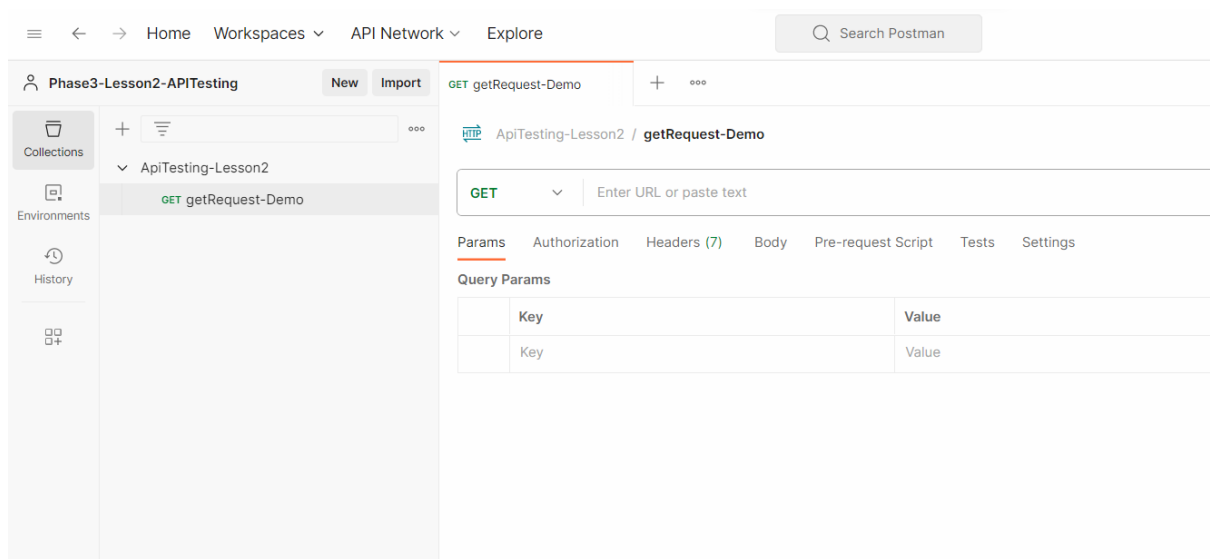 Home Workspaces API Network Explore Search Postman
Phase3-Lesson2-APITesting New Import
GET getRequest-Demo
Collections
ApiTesting-Lesson2
GET getRequest-Demo
Environments
History
HTTP ApiTesting-Lesson2 / getRequest-Demo
GET Enter URL or paste text
Params Authorization Headers (7) Body Pre-request Script Tests Settings
Query Params
Key Value
Key Value